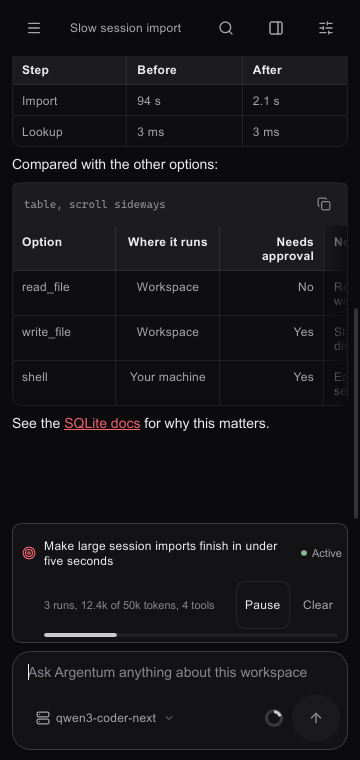 Slow session import
Step Before After
Import 94 s 2.1 s
Lookup 3 ms 3 ms
Compared with the other options:
table, scroll sideways
Option Where it runs Needs approval
read_file Workspace No
write_file Workspace Yes
shell Your machine Yes
See the SQLite docs for why this matters.
Make large session imports finish in under
five seconds
Active
3 runs, 12.4k of 50k tokens, 4 tools
Pause Clear
Ask Argentum anything about this workspace
qwen3-coder-next